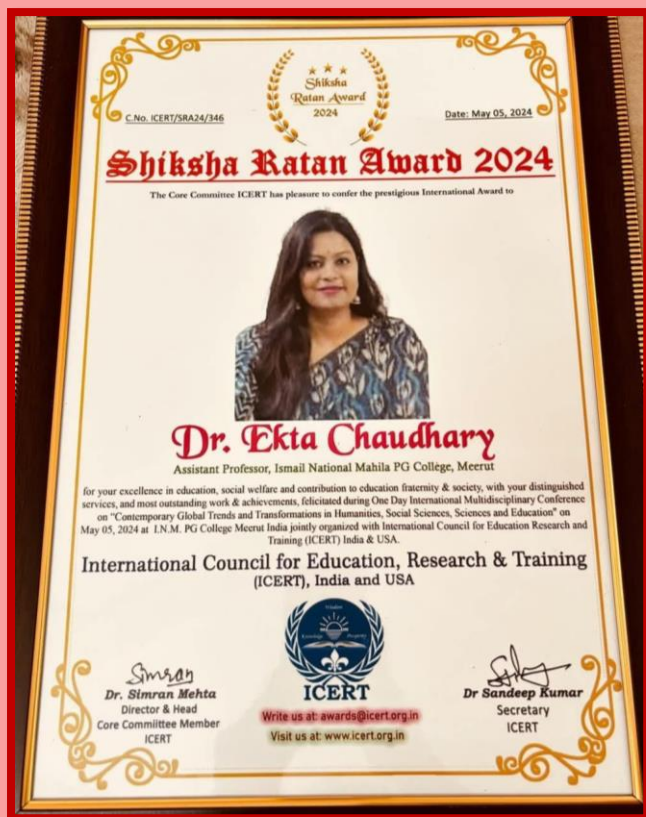 Shiksha
Ratan Award
2024
C.No. ICERT/SRA24/346
Date: May 05, 2024
Shiksha Ratan Award 2024
The Core Committee ICERT has pleasure to confer the prestigious International Award to
Dr. Ekta Chaudhary
Assistant Professor, Ismail National Mahila PG College, Meerut
for your excellence in education, social welfare and contribution to education fraternity & society, with your distinguished
services, and most outstanding work & achievements, felicitated during One Day International Multidisciplinary Conference
on "Contemporary Global Trends and Transformations in Humanities, Social Sciences, Sciences and Education" on
May 05, 2024 at I.N.M. PG College Meerut India jointly organized with International Council for Education Research and
Training (ICERT) India & USA.
International Council for Education, Research & Training
(ICERT), India and USA
Wisdom
Knowledge Prosperity
ICERT
Simran
Dr. Simran Mehta
Director & Head
Core Commiittee Member
ICERT
Dr Sandeep Kumar
Secretary
ICERT
Write us at: awards@icert.org.in
Visit us at: www.icert.org.in